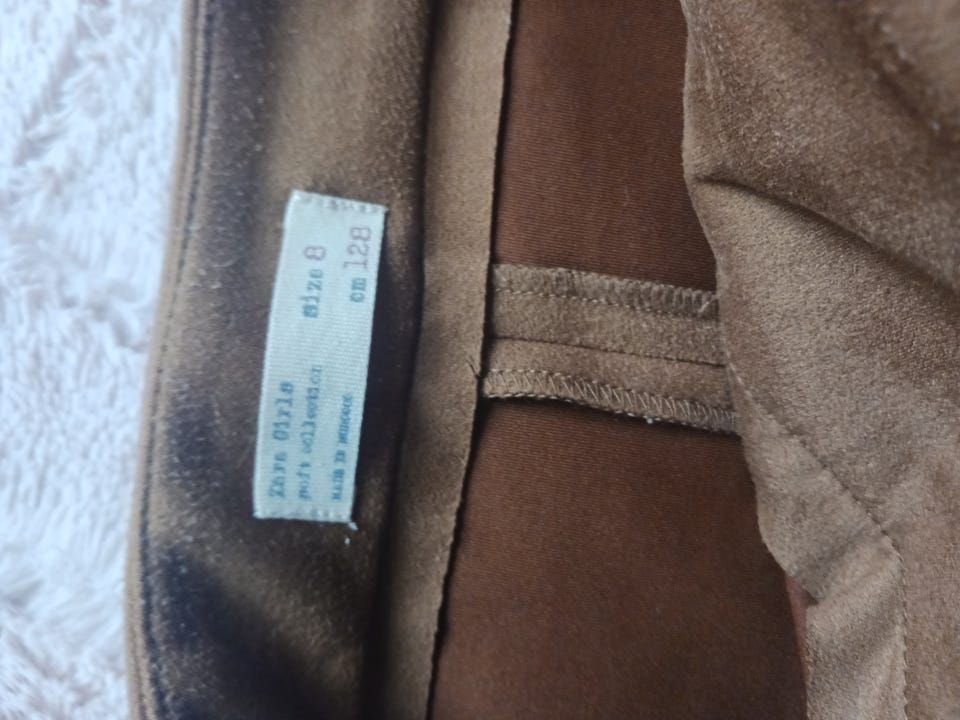 Zara Girls
soft collection Size 8
MADE IN MOROCCO cm 128